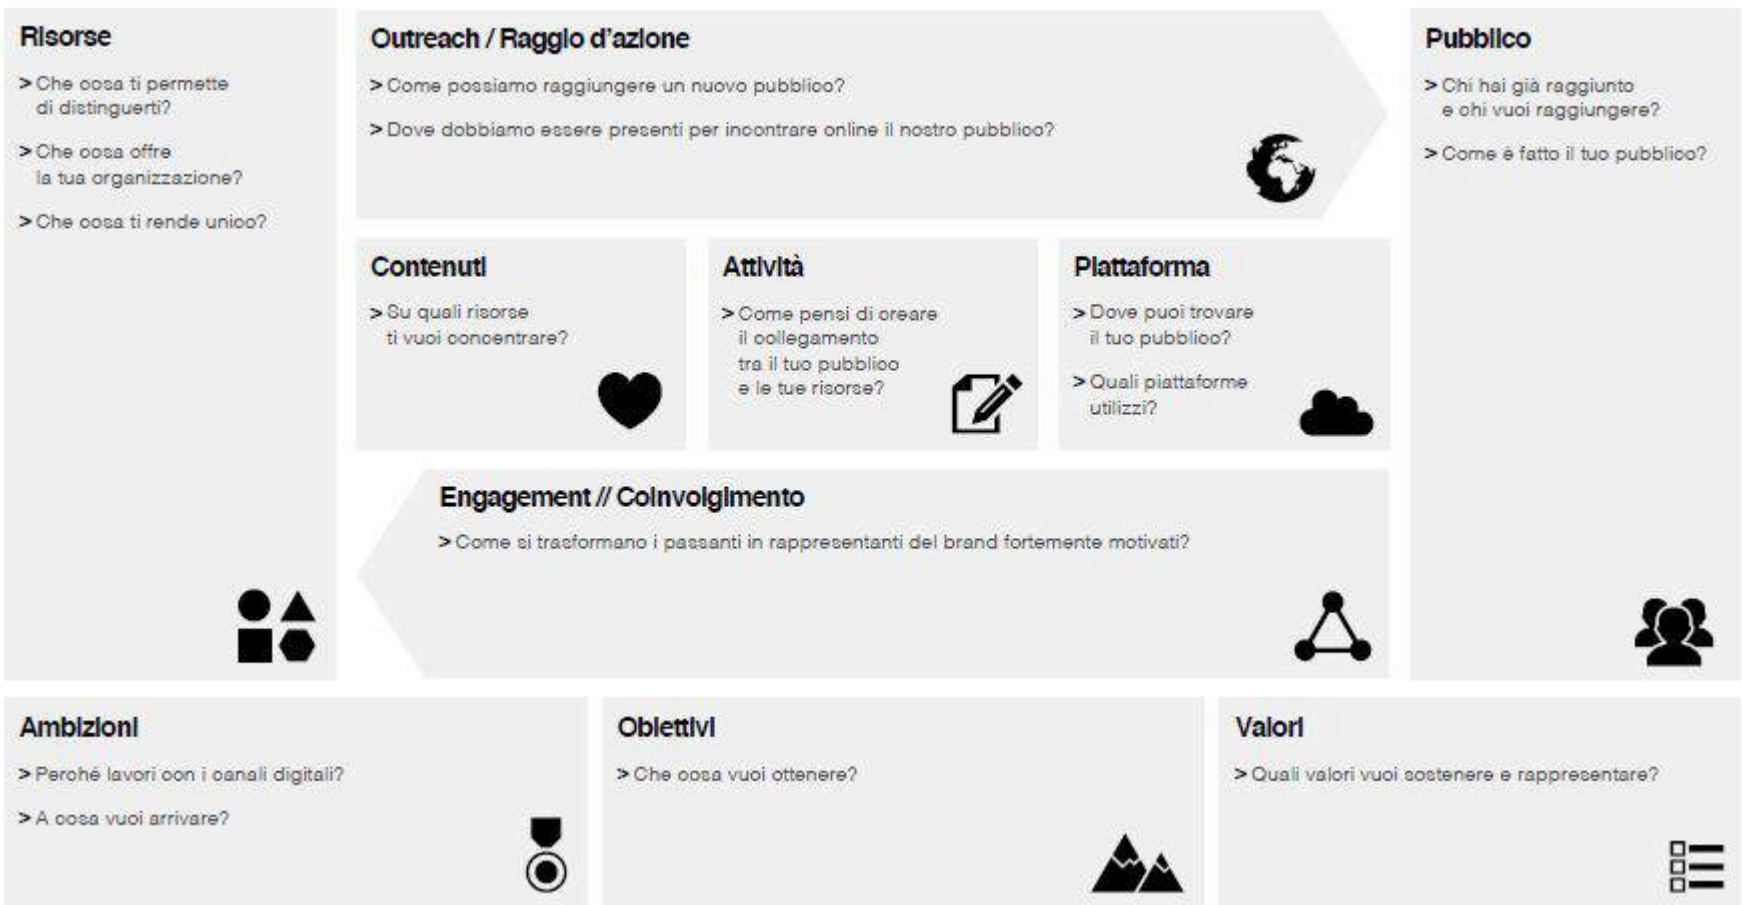 Risorse
> Che cosa ti permette
di distinguerti?
> Che cosa offre
la tua organizzazione?
> Che cosa ti rende unico?
Outreach / Raggio d'azione
> Come possiamo raggiungere un nuovo pubblico?
> Dove dobbiamo essere presenti per incontrare online il nostro pubblico?
Pubblico
> Chi hai già raggiunto
e chi vuoi raggiungere?
> Come è fatto il tuo pubblico?
Contenuti
> Su quali risorse
ti vuoi concentrare?
Attività
> Come pensi di creare
il collegamento
tra il tuo pubblico
e le tue risorse?
Piattaforma
> Dove puoi trovare
il tuo pubblico?
> Quali piattaforme
utilizzi?
Engagement // Coinvolgimento
> Come si trasformano i passanti in rappresentanti del brand fortemente motivati?
Ambizioni
> Perché lavori con i canali digitali?
> A cosa vuoi arrivare?
Obiettivi
> Che cosa vuoi ottenere?
Valori
> Quali valori vuoi sostenere e rappresentare?